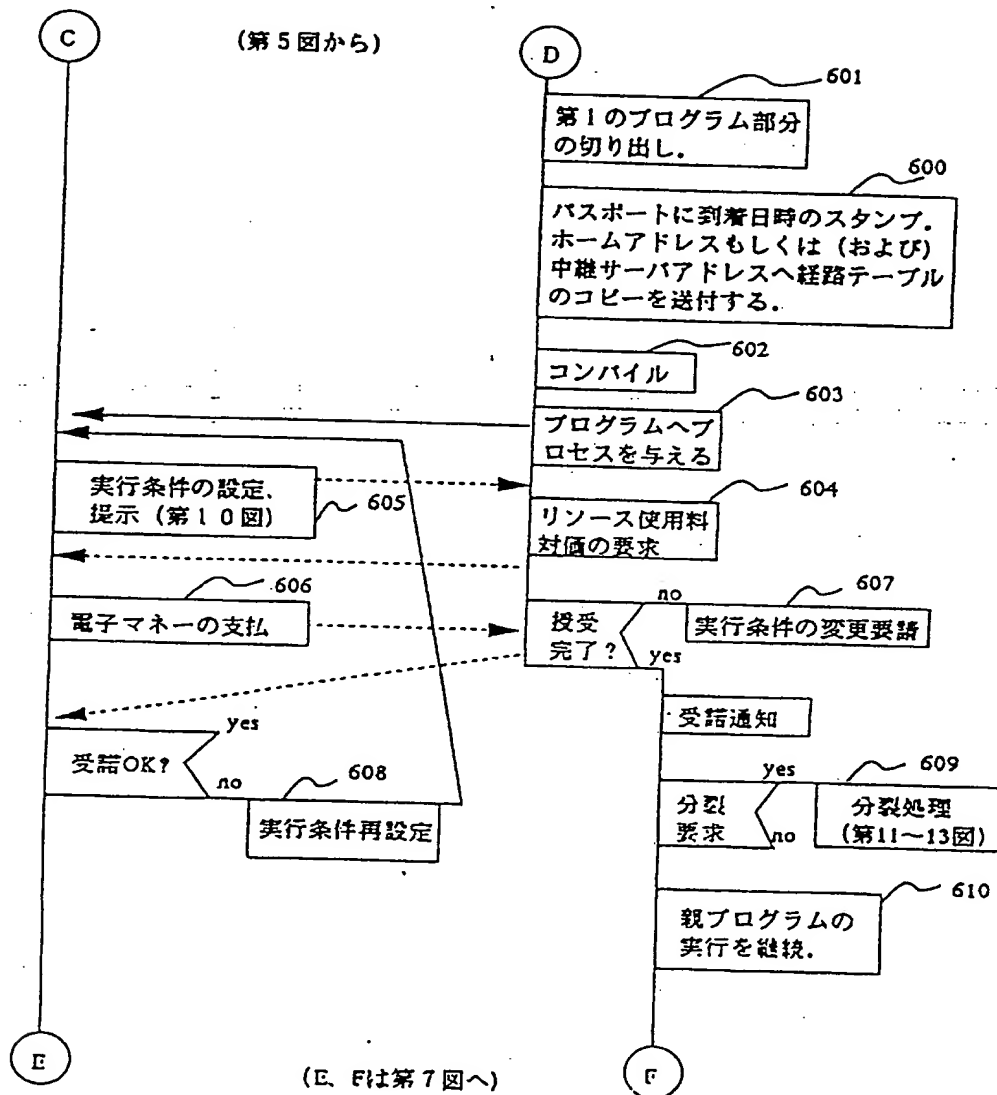 C
(第5図から)
D
601
第1のプログラム部分
の切り出し.
600
パスポートに到着日時のスタンプ.
ホームアドレスもしくは (および)
中継サーバアドレスへ経路テーブル
のコピーを送付する.
602
コンパイル
603
プログラムへプ
ロセスを与える
実行条件の設定、
提示 (第10図)
605
604
リソース使用料
対価の要求
606
電子マネーの支払
授受
完了?
no
yes
607
実行条件の変更要請
受諾通知
受諾OK?
yes
no
608
実行条件再設定
分裂
要求
yes
no
609
分裂処理
(第11～13図)
610
親プログラムの
実行を継続.
E
(E、Fは第7図へ)
F